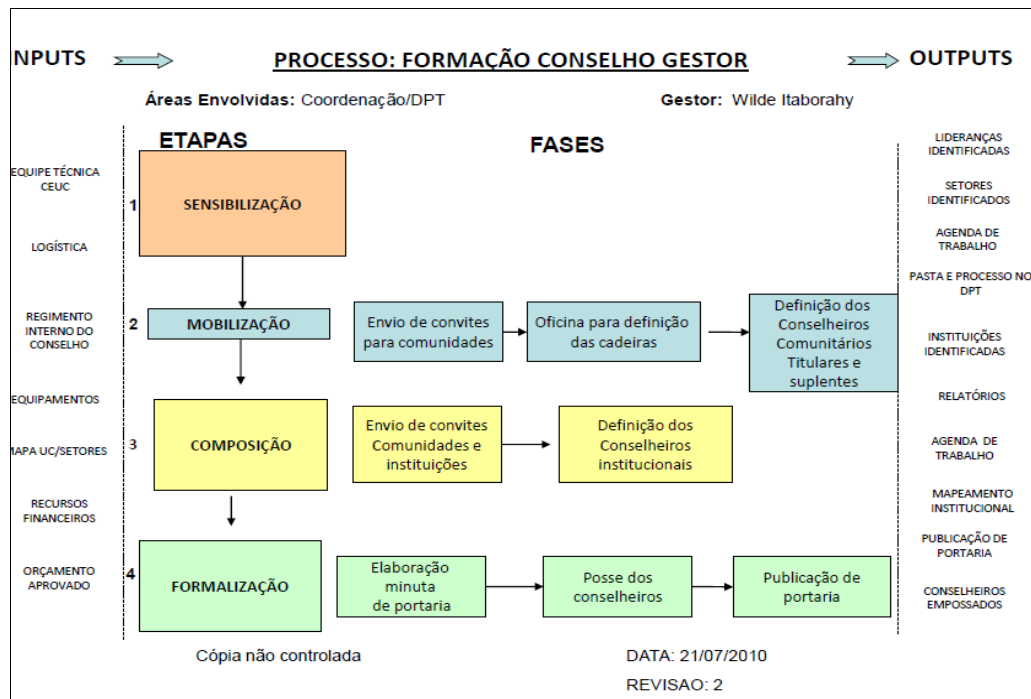 INPUTS
PROCESSO: FORMAÇÃO CONSELHO GESTOR
OUTPUTS
Áreas Envolvidas: Coordenação/DPT
Gestor: Wilde Itaborahy
ETAPAS
FASES
EQUIPE TÉCNICA
CEUC
LOGÍSTICA
REGIMENTO
INTERNO DO
CONSELHO
EQUIPAMENTOS
MAPA UC/SETORES
RECURSOS
FINANCEIROS
ORÇAMENTO
APROVADO
1
SENSIBILIZAÇÃO
2
MOBILIZAÇÃO
Envio de convites
para comunidades
Oficina para definição
das cadeiras
Definição dos
Conselheiros
Comunitários
Titulares e
suplentes
3
COMPOSIÇÃO
Envio de convites
Comunidades e
instituições
Definição dos
Conselheiros
institucionais
4
FORMALIZAÇÃO
Elaboração
minuta
de portaria
Posse dos
conselheiros
Publicação de
portaria
LIDERANÇAS
IDENTIFICADAS
SETORES
IDENTIFICADOS
AGENDA DE
TRABALHO
PASTA E PROCESSO NO
DPT
INSTITUIÇÕES
IDENTIFICADAS
RELATÓRIOS
AGENDA DE
TRABALHO
MAPEAMENTO
INSTITUCIONAL
PUBLICAÇÃO DE
PORTARIA
CONSELHEIROS
EMPOSSADOS
Cópia não controlada
DATA: 21/07/2010
REVISAO: 2